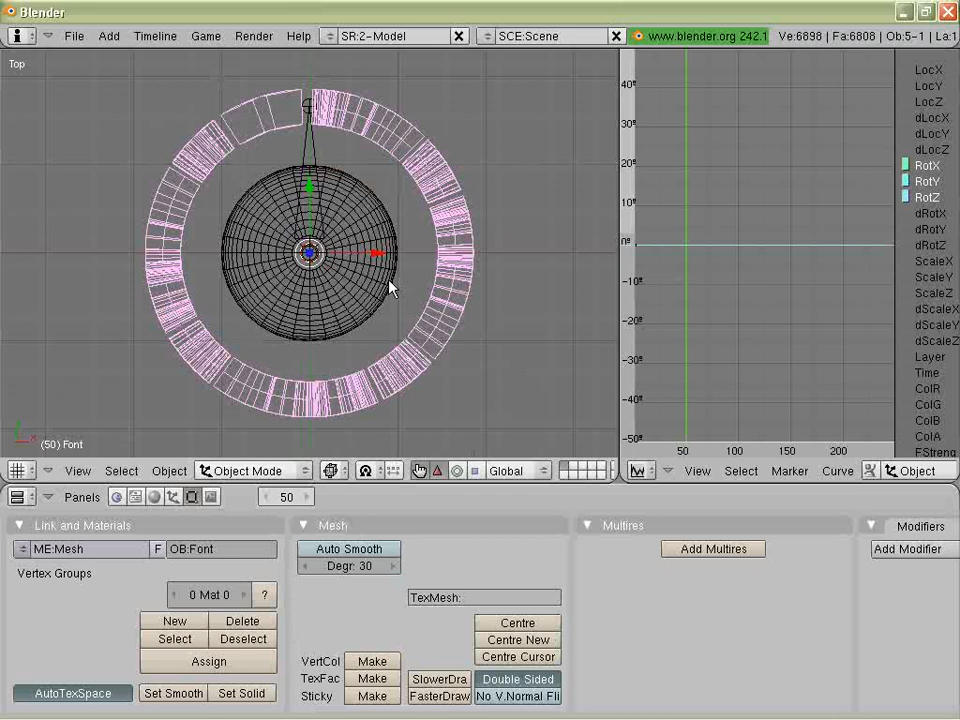 Blender
File Add Timeline Game Render Help SR:2-Model SCE:Scene www.blender.org 242.1 Ve:6898 | Fa:6808 | Ob:5-1 | La:1
Top
(50) Font
View Select Object Object Mode Global
40°
30°
20°
10°
0°
-10°
-20°
-30°
-40°
-50°
50 100 150 200
LocX
LocY
LocZ
dLocX
dLocY
dLocZ
RotX
RotY
RotZ
dRotX
dRotY
dRotZ
ScaleX
ScaleY
ScaleZ
dScaleX
dScaleY
dScaleZ
Layer
Time
ColR
ColG
ColB
ColA
FStreng
View Select Marker Curve Object
Panels 50
Link and Materials
ME:Mesh F OB:Font
Vertex Groups
0 Mat 0 ?
New Delete
Select Deselect
Assign
AutoTexSpace Set Smooth Set Solid
Mesh
Auto Smooth
Degr: 30
TexMesh:
Centre
Centre New
Centre Cursor
VertCol Make
TexFac Make SlowerDra Double Sided
Sticky Make FasterDraw No V.Normal Fli
Multires
Add Multires
Modifiers
Add Modifier